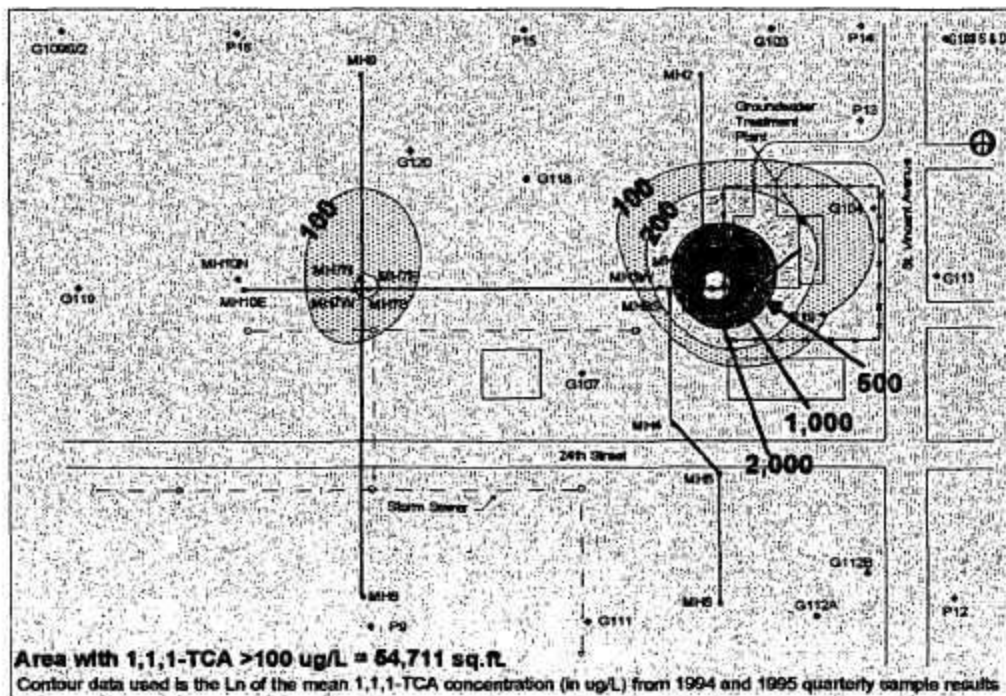 P16
P15
G103
P14
MH9
MH7
Groundwater
Treatment
Plant
P13
G120
G118
100
100
200
G104
St. Vincent Avenue
MH10N
G119
MH10E
G113
G107
500
1,000
MH4
24th Street
2,000
MH5
Storm Sewer
G112B
MH8
MH6
P9
G111
G112A
P12
Area with 1,1,1-TCA >100 ug/L = 54,711 sq.ft.
Contour data used is the Ln of the mean 1,1,1-TCA concentration (in ug/L) from 1994 and 1995 quarterly sample results